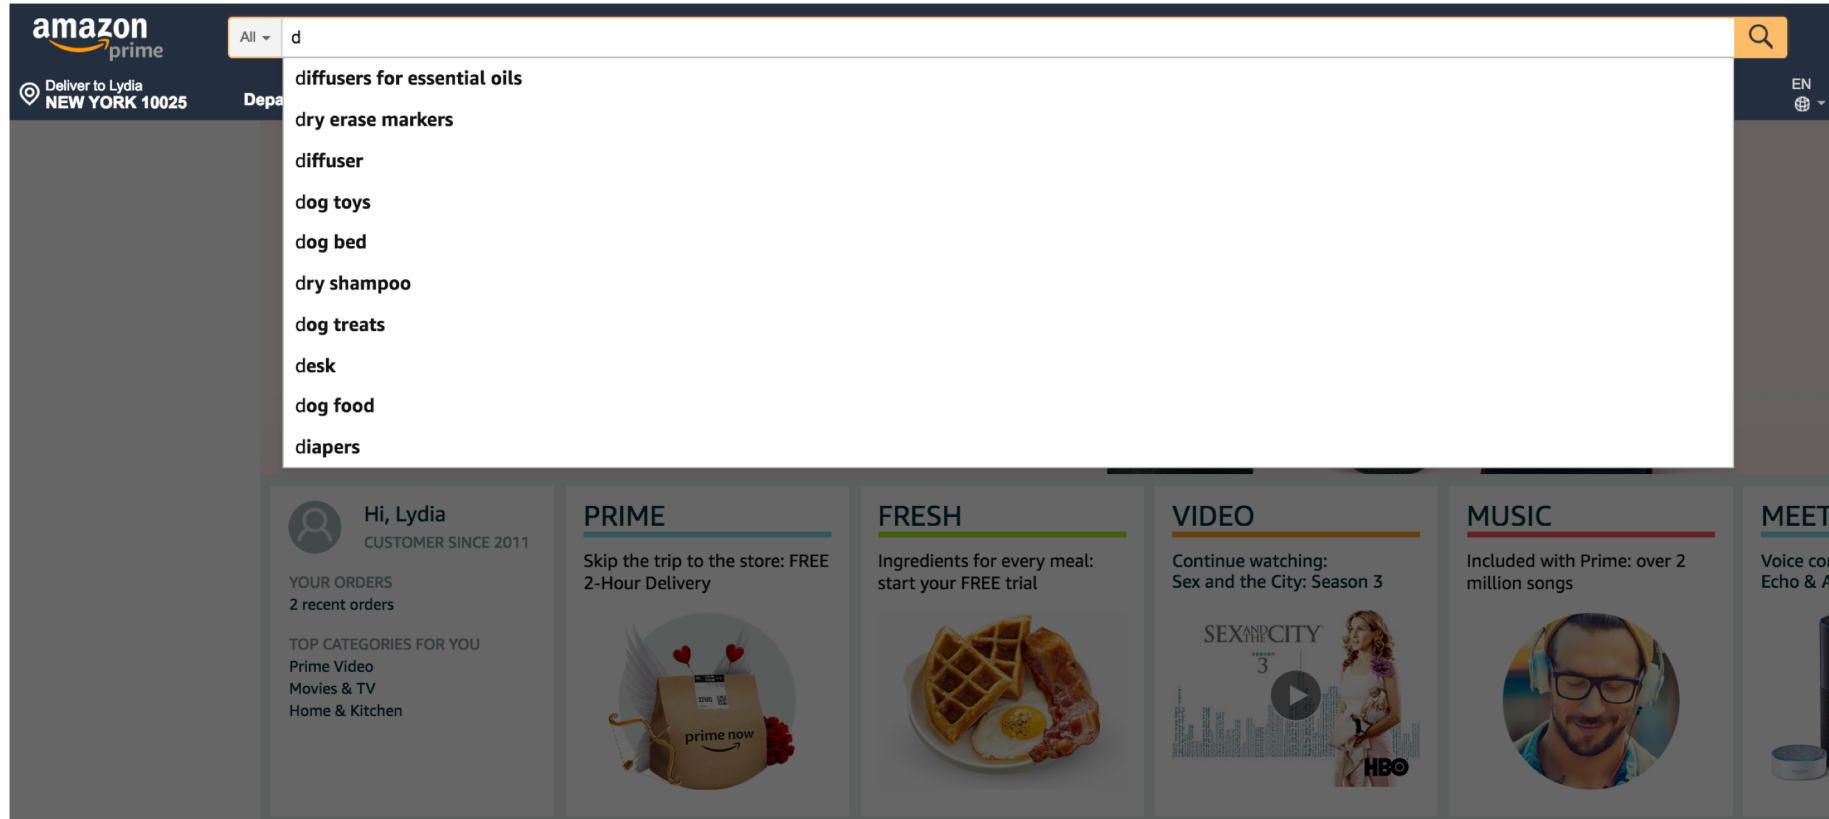 amazon
prime
All
d
Deliver to Lydia
NEW YORK 10025
Depa
EN
diffusers for essential oils
dry erase markers
diffuser
dog toys
dog bed
dry shampoo
dog treats
desk
dog food
diapers
Hi, Lydia
CUSTOMER SINCE 2011
YOUR ORDERS
2 recent orders
TOP CATEGORIES FOR YOU
Prime Video
Movies & TV
Home & Kitchen
PRIME
Skip the trip to the store: FREE
2-Hour Delivery
prime now
FRESH
Ingredients for every meal:
start your FREE trial
VIDEO
Continue watching:
Sex and the City: Season 3
SEX AND THE CITY
season
3
HBO
MUSIC
Included with Prime: over 2
million songs
MEET
Voice co
Echo & A